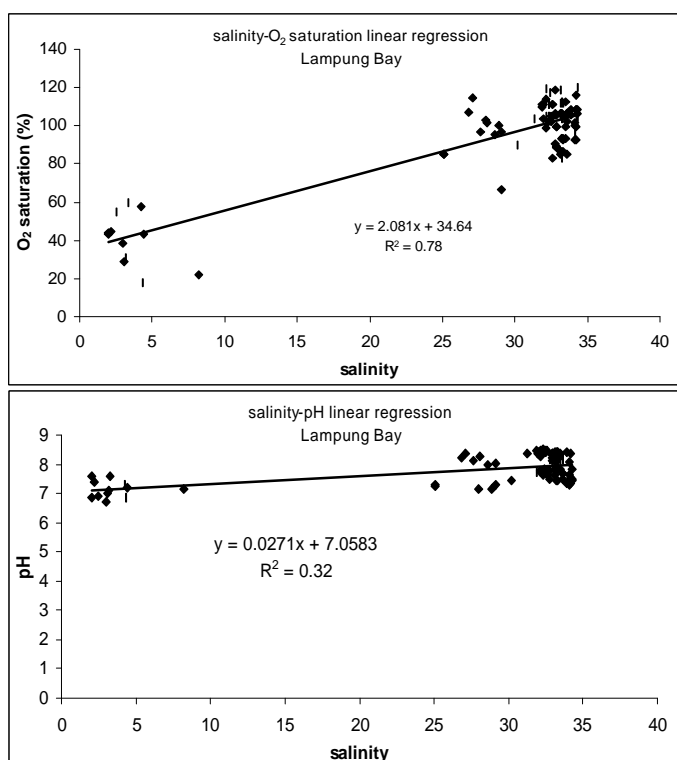 salinity-O₂ saturation linear regression
Lampung Bay
140
120
100
80
60
40
20
0
O₂ saturation (%)
y = 2.081x + 34.64
R² = 0.78
0 5 10 15 20 25 30 35 40
salinity
salinity-pH linear regression
Lampung Bay
9
8
7
6
5
4
3
2
1
0
pH
y = 0.0271x + 7.0583
R² = 0.32
0 5 10 15 20 25 30 35 40
salinity